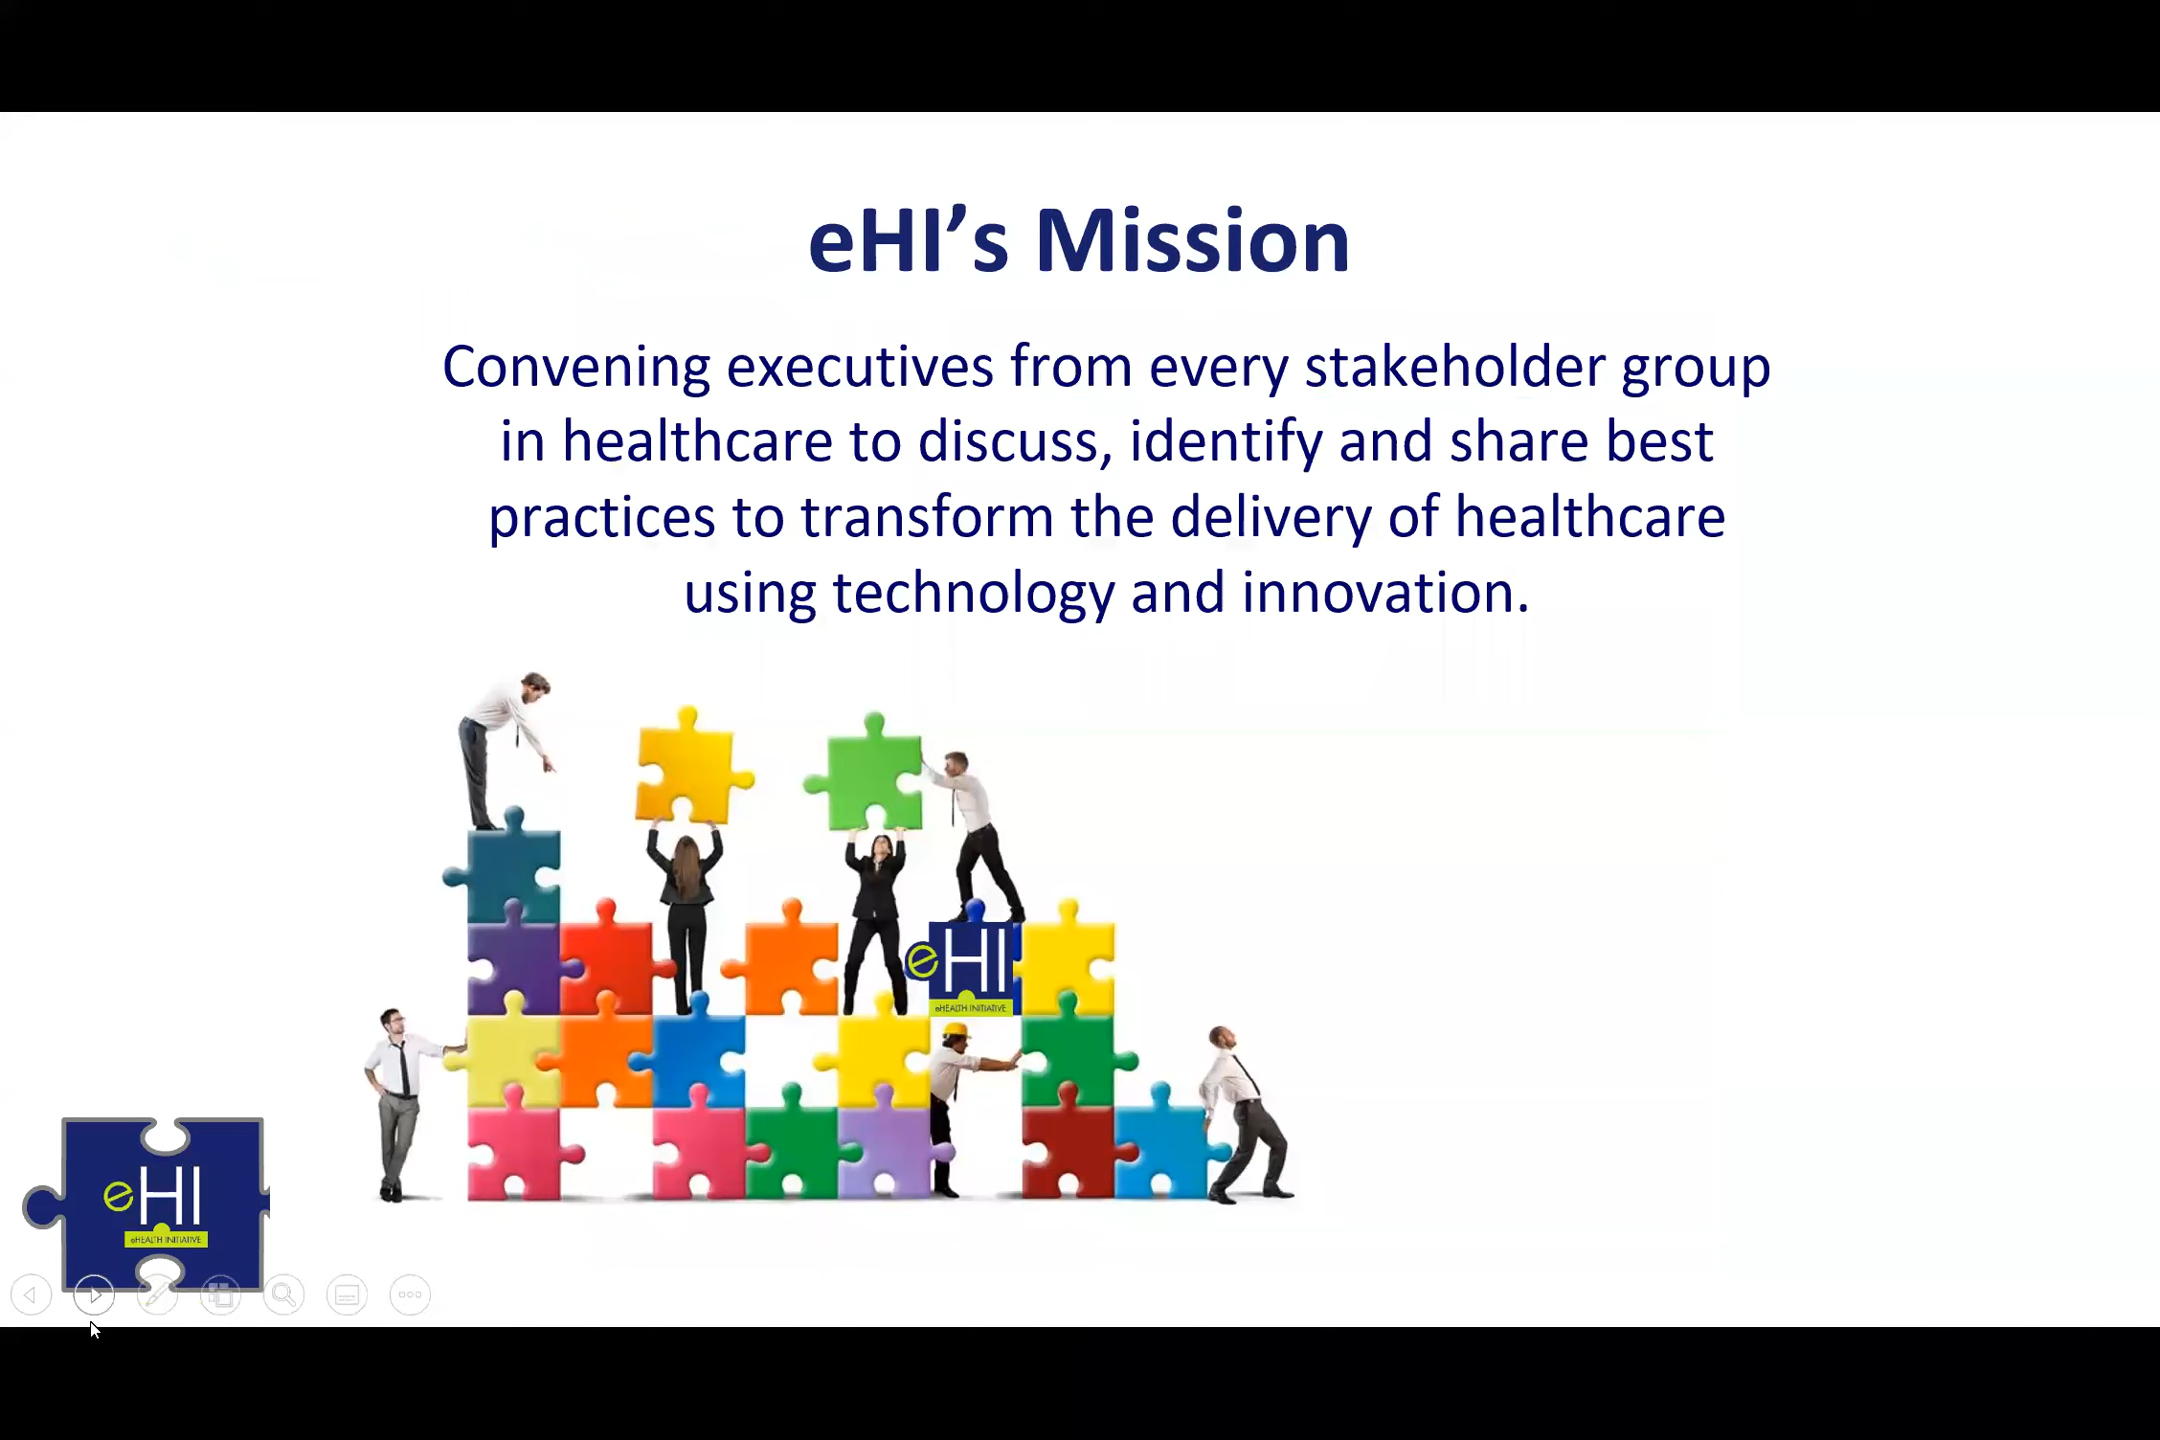 eHI’s Mission
Convening executives from every stakeholder group
in healthcare to discuss, identify and share best
practices to transform the delivery of healthcare
using technology and innovation.
eHI
eHEALTH INITIATIVE
eHI
eHEALTH INITIATIVE